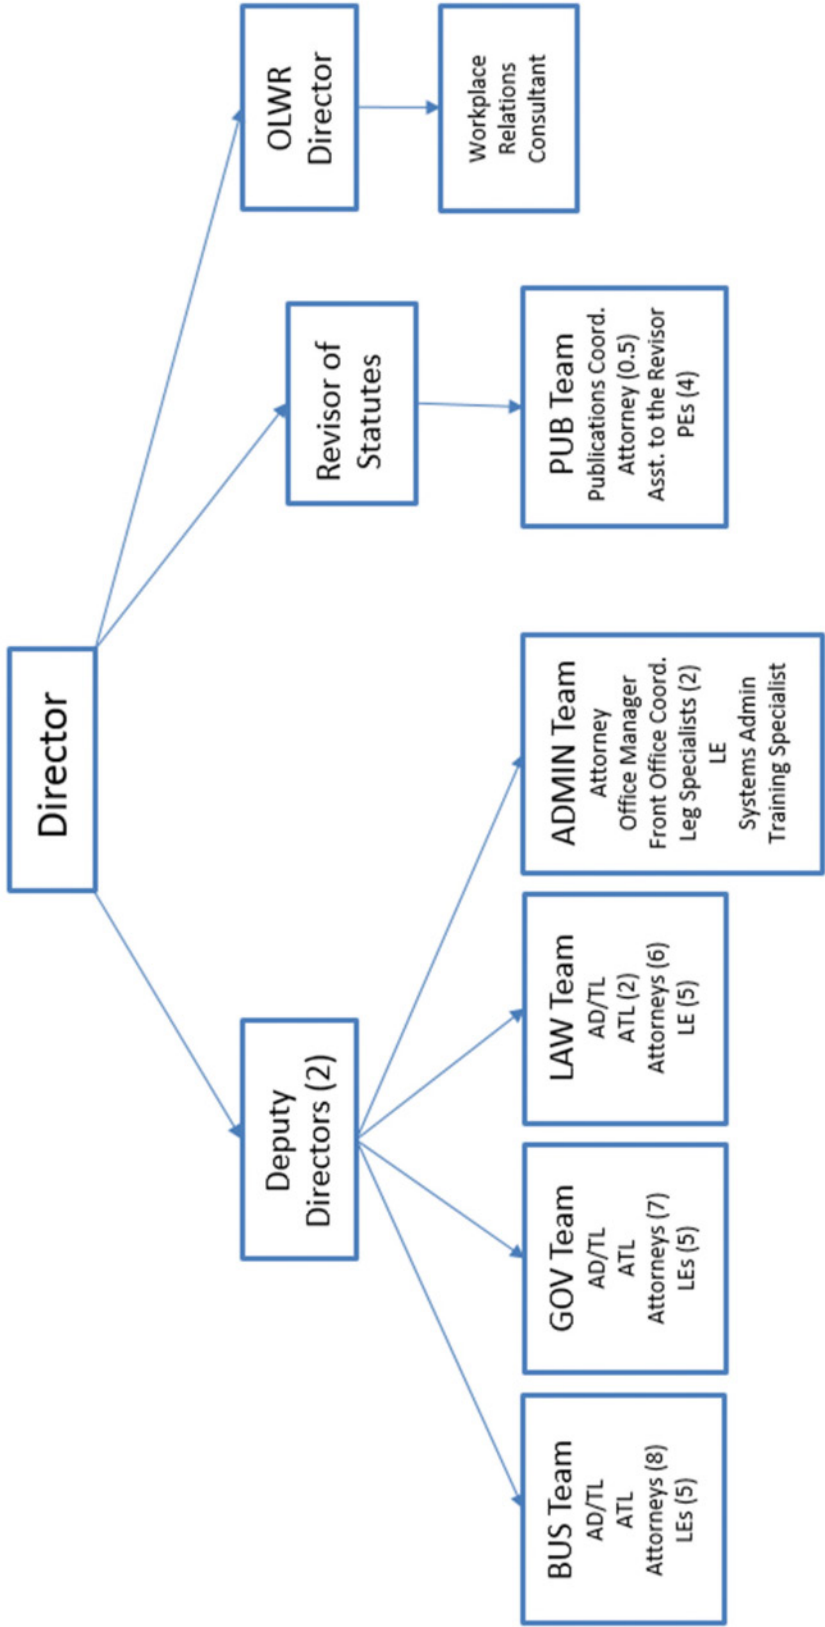 Director
Deputy
Directors (2)
Revisor of
Statutes
OLWR
Director
BUS Team
AD/TL
ATL
Attorneys (8)
LEs (5)
GOV Team
AD/TL
ATL
Attorneys (7)
LEs (5)
LAW Team
AD/TL
ATL (2)
Attorneys (6)
LE (5)
ADMIN Team
Attorney
Office Manager
Front Office Coord.
Leg Specialists (2)
LE
Systems Admin
Training Specialist
PUB Team
Publications Coord.
Attorney (0.5)
Asst. to the Revisor
PEs (4)
Workplace
Relations
Consultant